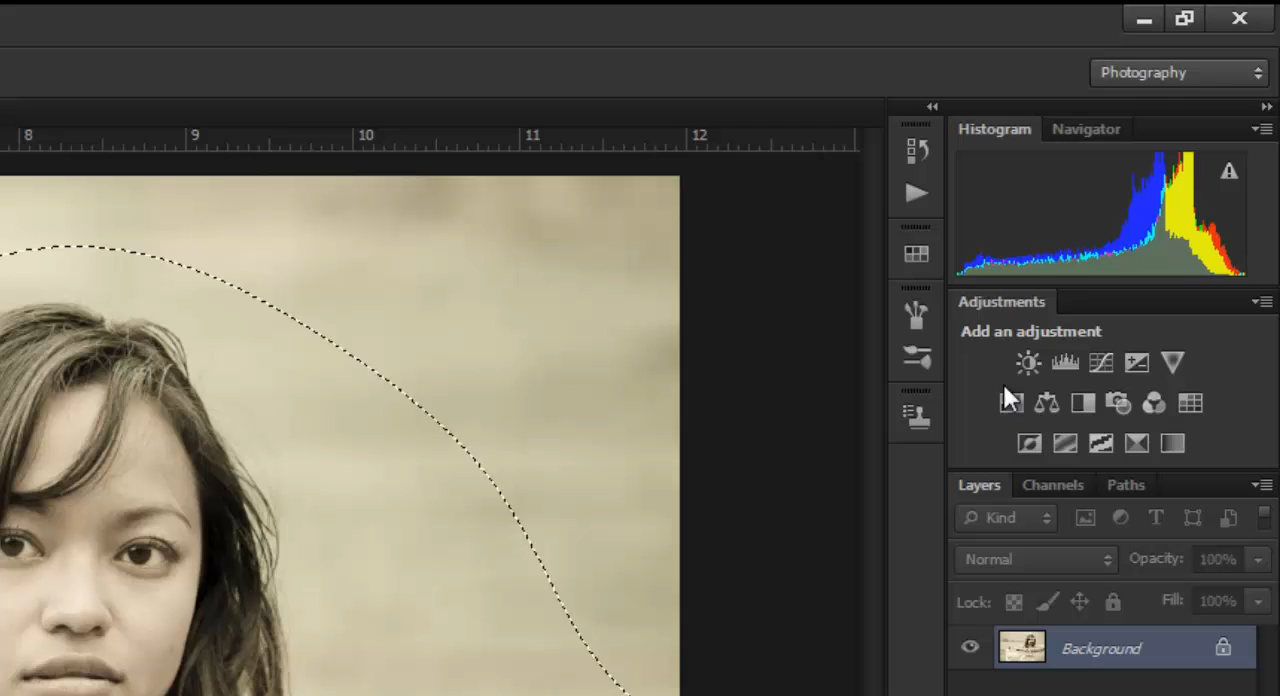 Photography
8 9 10 11 12
Histogram Navigator
Adjustments
Add an adjustment
Layers Channels Paths
Kind
Normal Opacity: 100%
Lock: Fill: 100%
Background